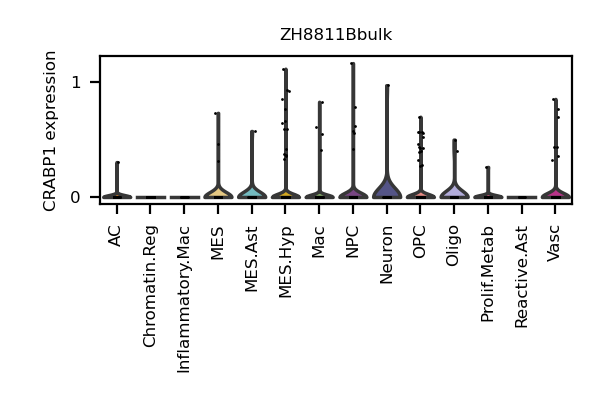 ZH8811Bbulk
CRABP1 expression
1
0
AC
Chromatin.Reg
Inflammatory.Mac
MES
MES.Ast
MES.Hyp
Mac
NPC
Neuron
OPC
Oligo
Prolif.Metab
Reactive.Ast
Vasc